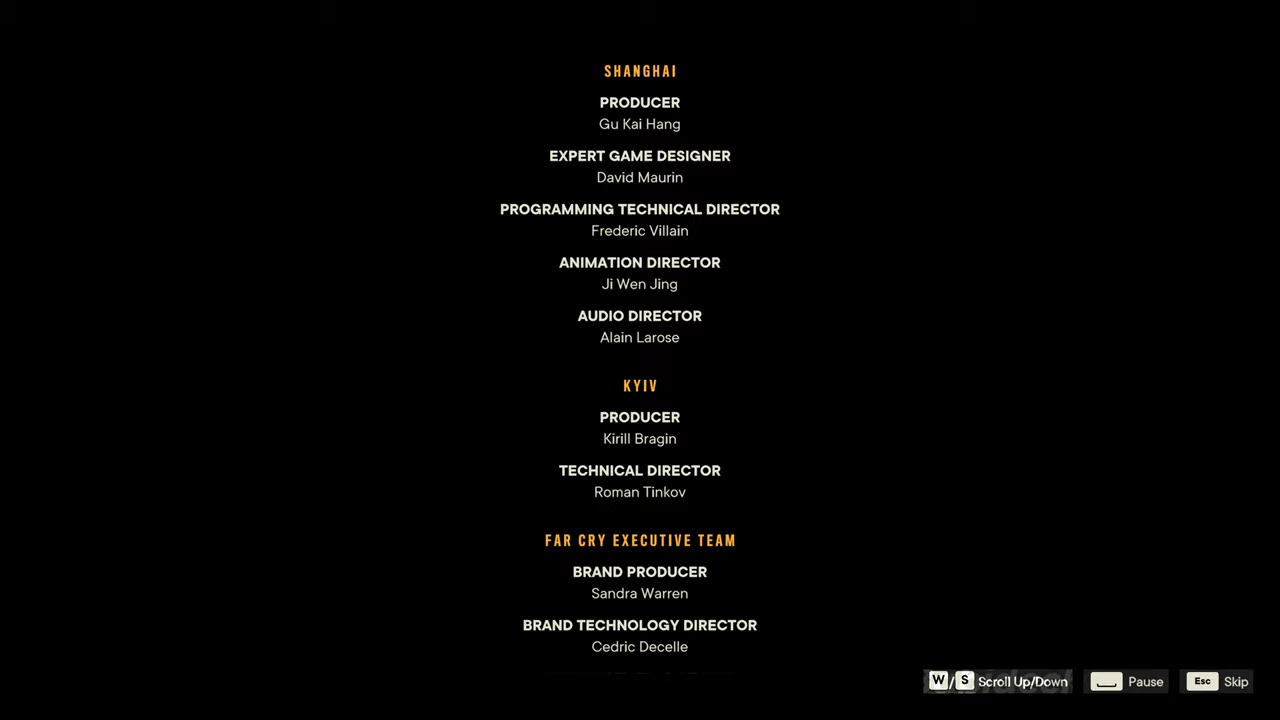 SHANGHAI
PRODUCER
Gu Kai Hang
EXPERT GAME DESIGNER
David Maurin
PROGRAMMING TECHNICAL DIRECTOR
Frederic Villain
ANIMATION DIRECTOR
Ji Wen Jing
AUDIO DIRECTOR
Alain Larose
KYIV
PRODUCER
Kirill Bragin
TECHNICAL DIRECTOR
Roman Tinkov
FAR CRY EXECUTIVE TEAM
BRAND PRODUCER
Sandra Warren
BRAND TECHNOLOGY DIRECTOR
Cedric Decelle
W/S Scroll Up/Down Pause Esc Skip